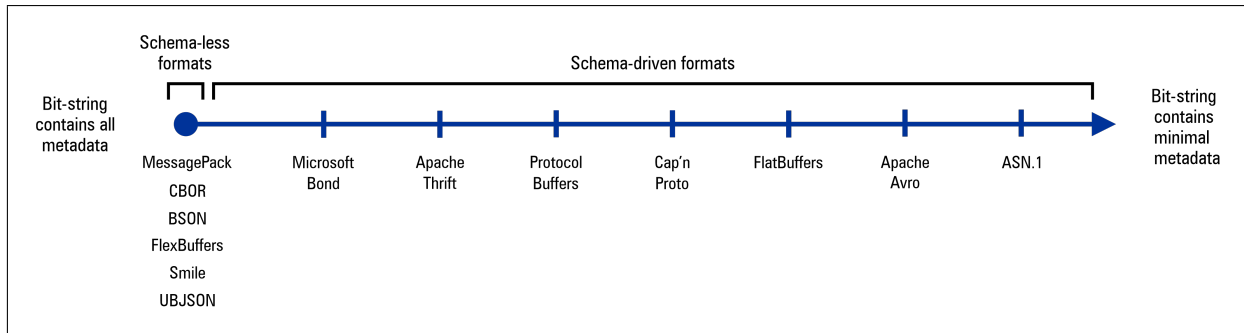 Schema-less
formats
Schema-driven formats
Bit-string
contains all
metadata
Bit-string
contains
minimal
metadata
MessagePack
CBOR
BSON
FlexBuffers
Smile
UBJSON
Microsoft
Bond
Apache
Thrift
Protocol
Buffers
Cap'n
Proto
FlatBuffers
Apache
Avro
ASN.1